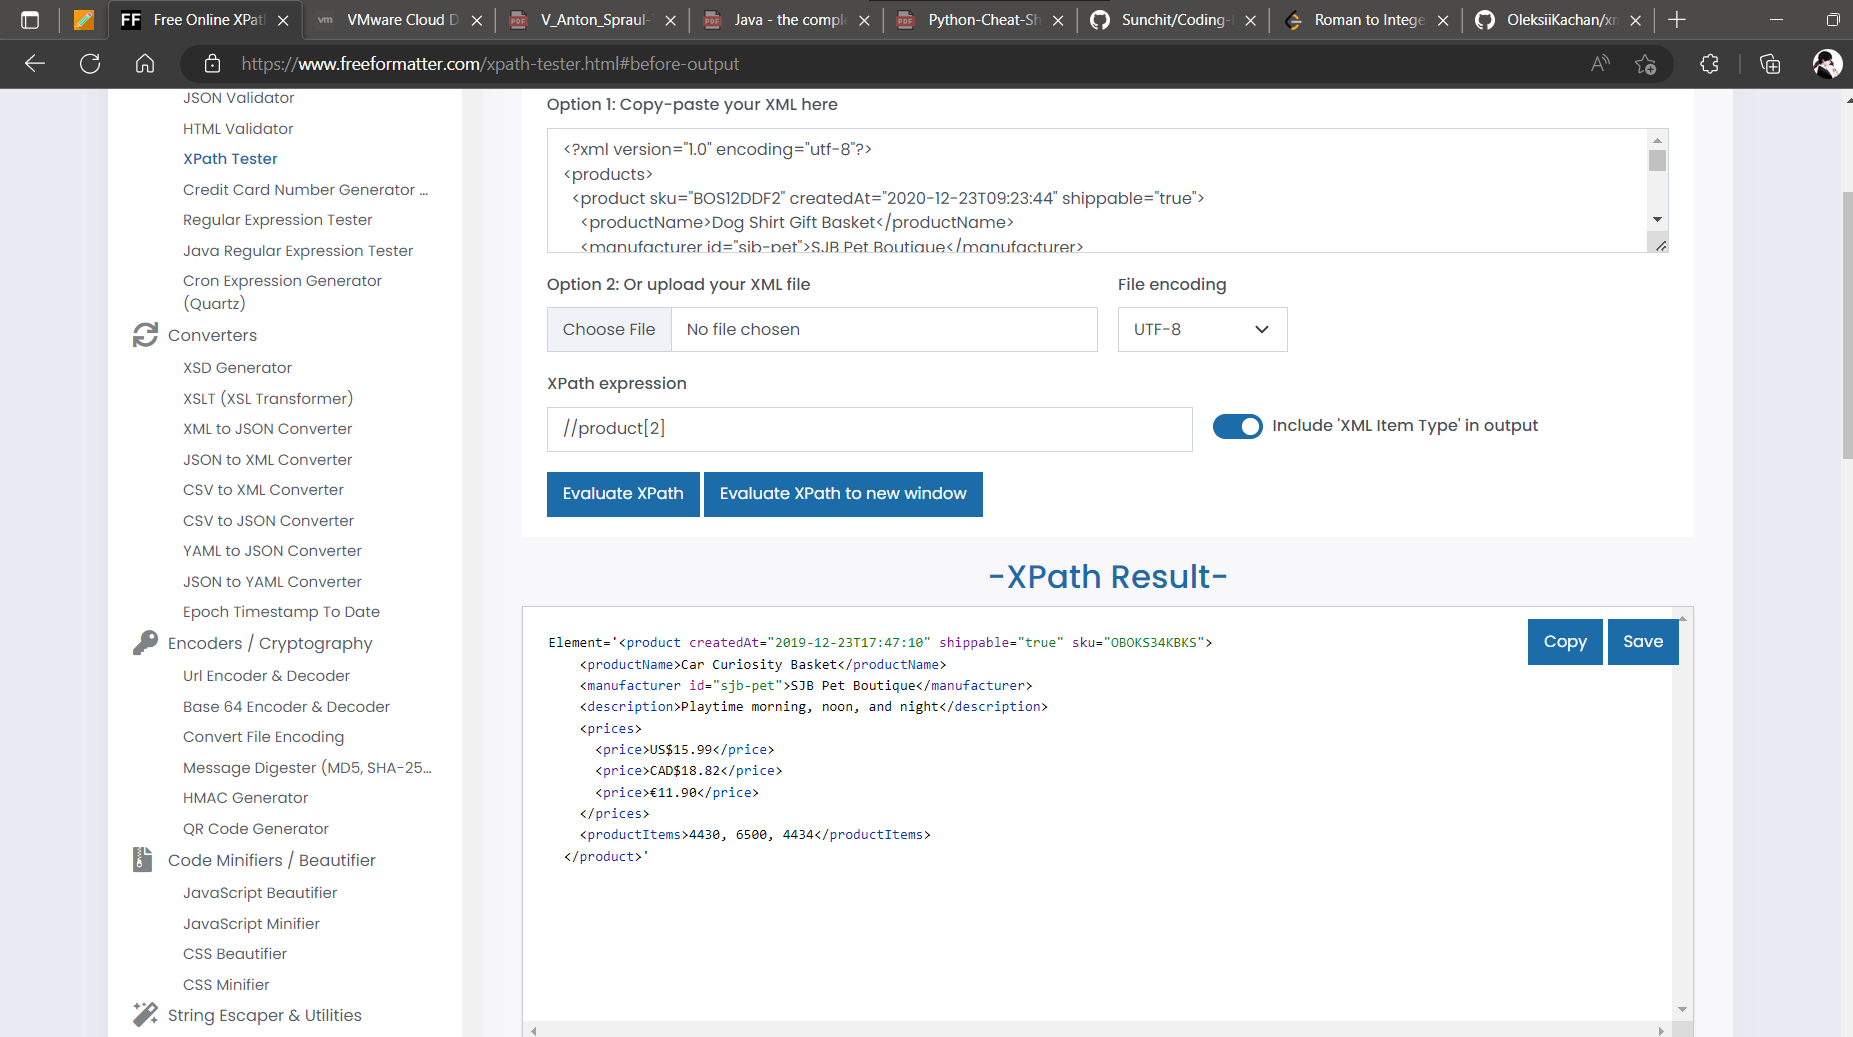 Free Online XPath
VMware Cloud D
V_Anton_Spraul-
Java - the comple
Python-Cheat-Sh
Sunchit/Coding-
Roman to Intege
OleksiiKachan/xm
https://www.freeformatter.com/xpath-tester.html#before-output
JSON Validator
HTML Validator
XPath Tester
Credit Card Number Generator ...
Regular Expression Tester
Java Regular Expression Tester
Cron Expression Generator
(Quartz)
Converters
XSD Generator
XSLT (XSL Transformer)
XML to JSON Converter
JSON to XML Converter
CSV to XML Converter
CSV to JSON Converter
YAML to JSON Converter
JSON to YAML Converter
Epoch Timestamp To Date
Encoders / Cryptography
Url Encoder & Decoder
Base 64 Encoder & Decoder
Convert File Encoding
Message Digester (MD5, SHA-25...
HMAC Generator
QR Code Generator
Code Minifiers / Beautifier
JavaScript Beautifier
JavaScript Minifier
CSS Beautifier
CSS Minifier
String Escaper & Utilities
Option 1: Copy-paste your XML here
<?xml version="1.0" encoding="utf-8"?>
<products>
<product sku="BOS12DDF2" createdAt="2020-12-23T09:23:44" shippable="true">
<productName>Dog Shirt Gift Basket</productName>
<manufacturer id="sjb-pet">SJB Pet Boutique</manufacturer>
Option 2: Or upload your XML file
File encoding
Choose File
No file chosen
UTF-8
XPath expression
//product[2]
Include 'XML Item Type' in output
Evaluate XPath
Evaluate XPath to new window
-XPath Result-
Copy
Save
Element='<product createdAt="2019-12-23T17:47:10" shippable="true" sku="OBOKS34KBKS">
<productName>Car Curiosity Basket</productName>
<manufacturer id="sjb-pet">SJB Pet Boutique</manufacturer>
<description>Playtime morning, noon, and night</description>
<prices>
<price>US$15.99</price>
<price>CAD$18.82</price>
<price>€11.90</price>
</prices>
<productItems>4430, 6500, 4434</productItems>
</product>'